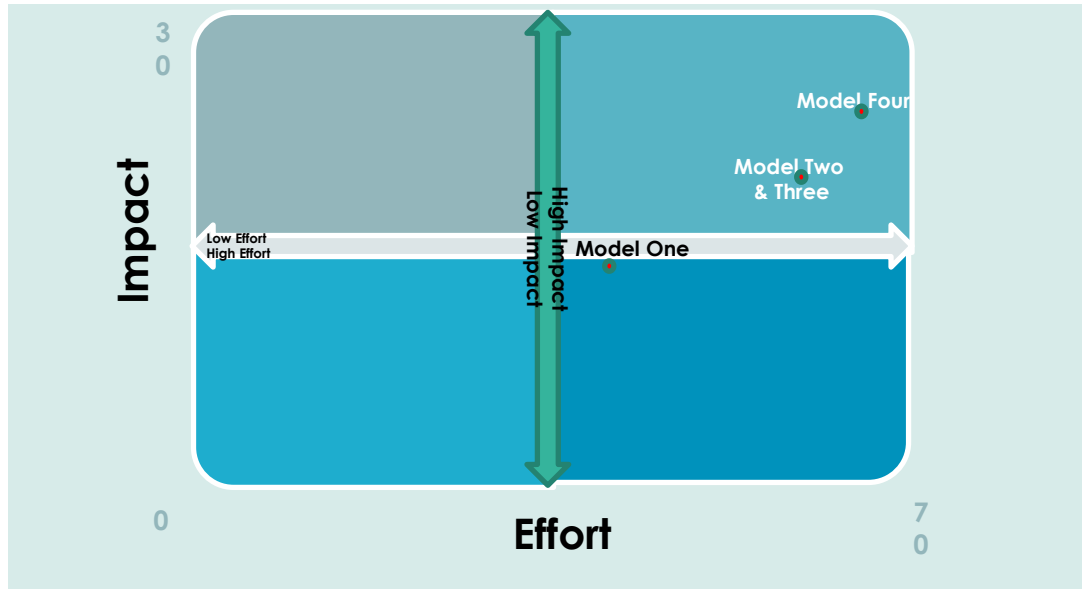 3
0
Model Four
Model Two
& Three
Impact
High Impact
Low Impact
Low Effort
High Effort
Model One
0
Effort
7
0